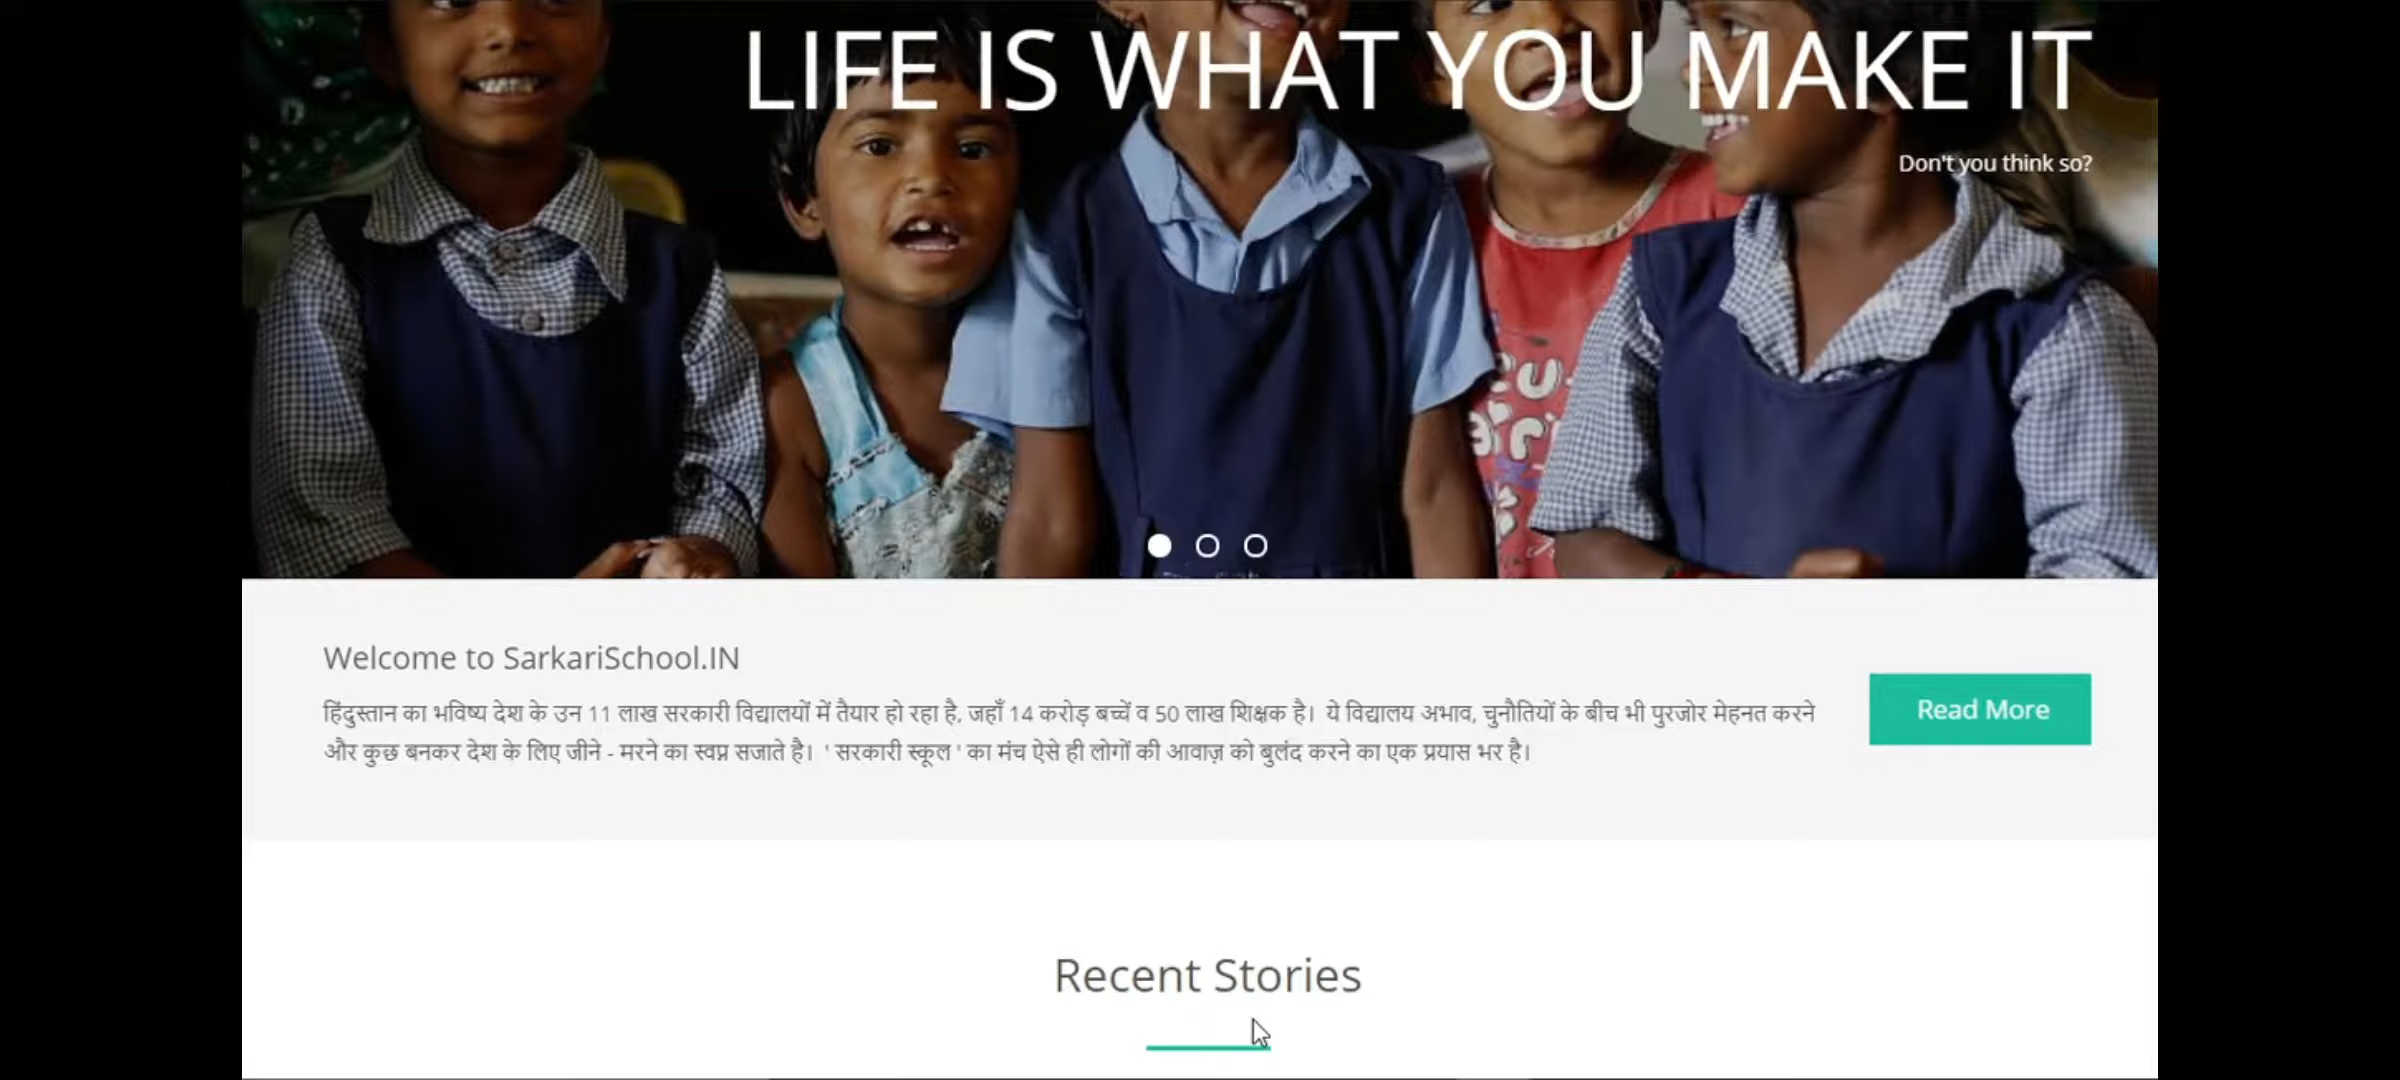 LIFE IS WHAT YOU MAKE IT
Don't you think so?
Welcome to SarkariSchool.IN
हिंदुस्तान का भविष्य देश के उन 11 लाख सरकारी विद्यालयों में तैयार हो रहा है, जहाँ 14 करोड़ बच्चें व 50 लाख शिक्षक है। ये विद्यालय अभाव, चुनौतियों के बीच भी पुरजोर मेहनत करने
और कुछ बनकर देश के लिए जीने - मरने का स्वप्न सजाते है। ' सरकारी स्कूल ' का मंच ऐसे ही लोगों की आवाज़ को बुलंद करने का एक प्रयास भर है।
Read More
Recent Stories